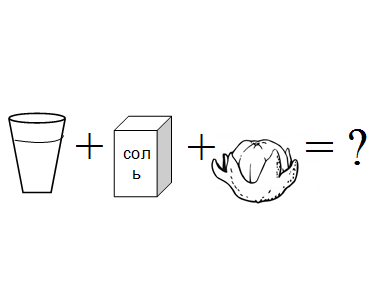 + сол + = ?
ь